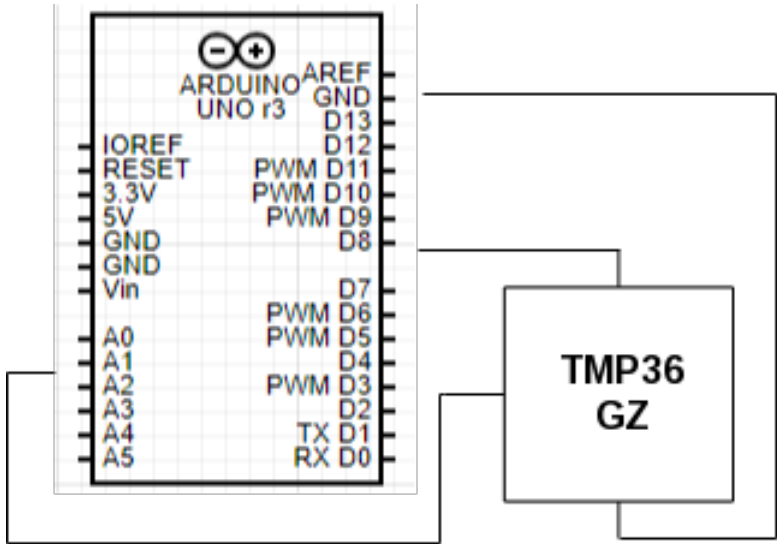 ARDUINO
UNO r3
IOREF
RESET
3.3V
5V
GND
GND
Vin
A0
A1
A2
A3
A4
A5
AREF
GND
D13
D12
PWM D11
PWM D10
PWM D9
D8
D7
PWM D6
PWM D5
D4
PWM D3
D2
TX D1
RX D0
TMP36
GZ